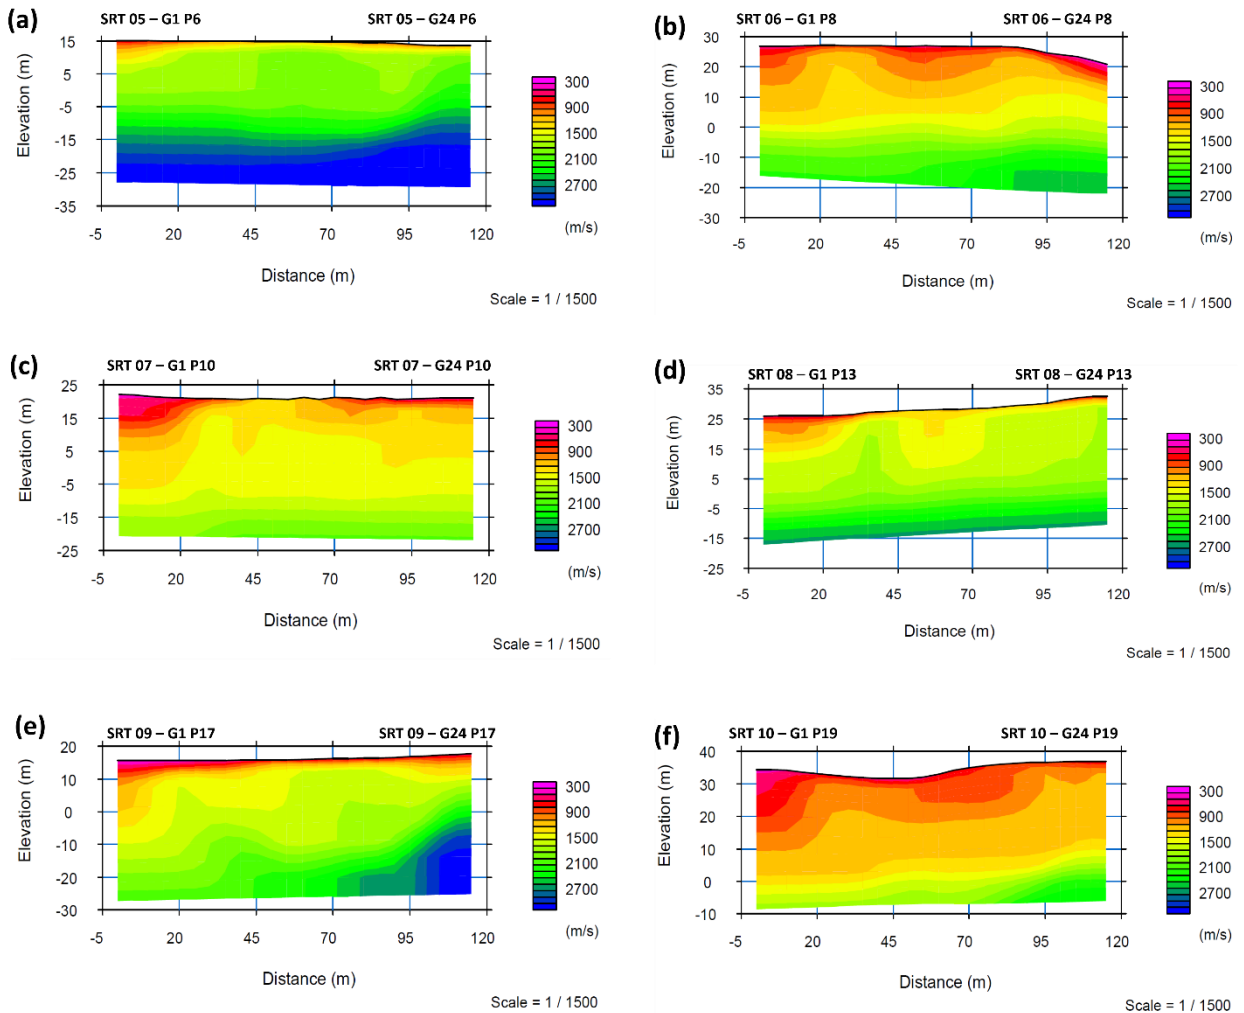 (a)
SRT 05 – G1 P6
SRT 05 – G24 P6
15
5
-5
-15
-25
-35
Elevation (m)
-5 20 45 70 95 120
Distance (m)
300
900
1500
2100
2700
(m/s)
Scale = 1 / 1500
(b)
SRT 06 – G1 P8
SRT 06 – G24 P8
30
20
10
0
-10
-20
-30
Elevation (m)
-5 20 45 70 95 120
Distance (m)
300
900
1500
2100
2700
(m/s)
Scale = 1 / 1500
(c)
SRT 07 – G1 P10
SRT 07 – G24 P10
25
15
5
-5
-15
-25
Elevation (m)
-5 20 45 70 95 120
Distance (m)
300
900
1500
2100
2700
(m/s)
Scale = 1 / 1500
(d)
SRT 08 – G1 P13
SRT 08 – G24 P13
35
25
15
5
-5
-15
-25
Elevation (m)
-5 20 45 70 95 120
Distance (m)
300
900
1500
2100
2700
(m/s)
Scale = 1 / 1500
(e)
SRT 09 – G1 P17
SRT 09 – G24 P17
20
10
0
-10
-20
-30
Elevation (m)
-5 20 45 70 95 120
Distance (m)
300
900
1500
2100
2700
(m/s)
Scale = 1 / 1500
(f)
SRT 10 – G1 P19
SRT 10 – G24 P19
40
30
20
10
0
-10
Elevation (m)
-5 20 45 70 95 120
Distance (m)
300
900
1500
2100
2700
(m/s)
Scale = 1 / 1500